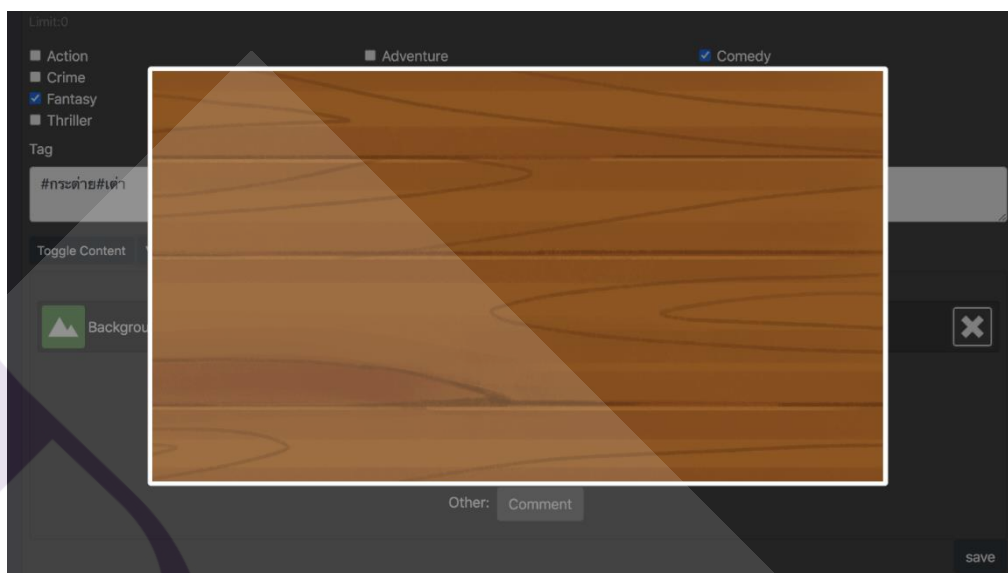 Limit:0
Action
Adventure
Comedy
Crime
Fantasy
Thriller
Tag
#กระต่าย#เต่า
Toggle Content
Other: Comment
save